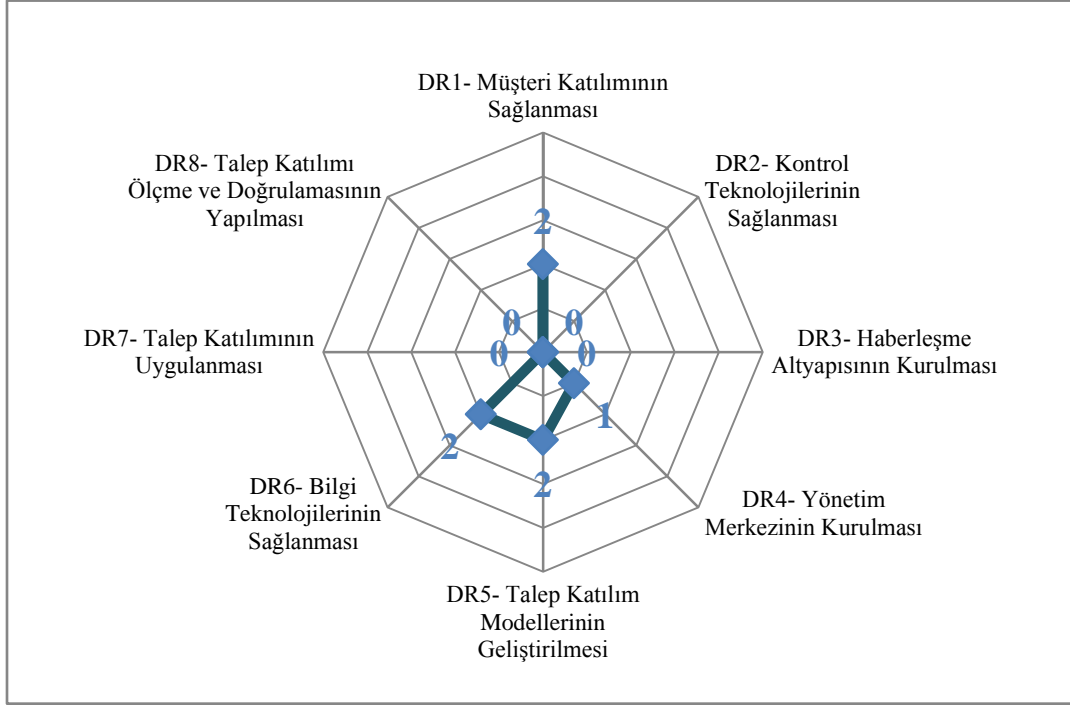 DR1- Müşteri Katılımının
Sağlanması
DR8- Talep Katılımı
Ölçme ve Doğrulamasının
Yapılması
DR2- Kontrol
Teknolojilerinin
Sağlanması
2
0
0
DR7- Talep Katılımının
Uygulanması
0
0
DR3- Haberleşme
Altyapısının Kurulması
1
2
2
DR6- Bilgi
Teknolojilerinin
Sağlanması
DR4- Yönetim
Merkezinin Kurulması
DR5- Talep Katılım
Modellerinin
Geliştirilmesi